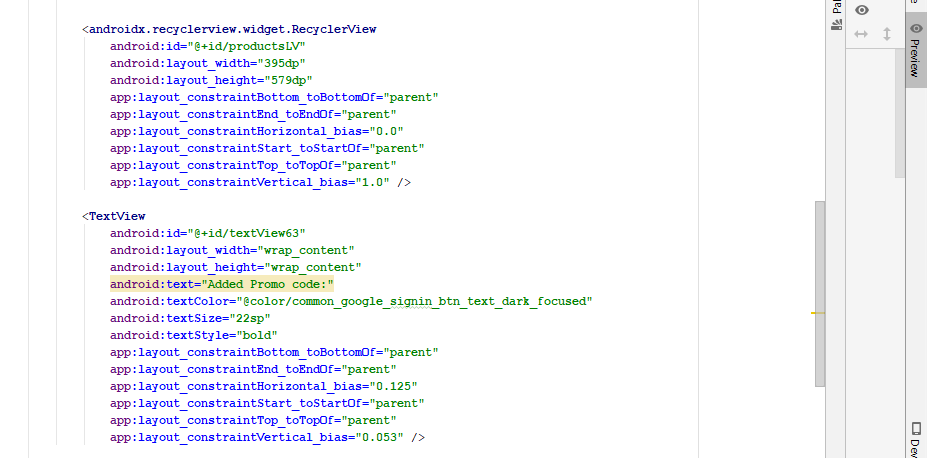 <androidx.recyclerview.widget.RecyclerView
android:id="@+id/productsLV"
android:layout_width="395dp"
android:layout_height="579dp"
app:layout_constraintBottom_toBottomOf="parent"
app:layout_constraintEnd_toEndOf="parent"
app:layout_constraintHorizontal_bias="0.0"
app:layout_constraintStart_toStartOf="parent"
app:layout_constraintTop_toTopOf="parent"
app:layout_constraintVertical_bias="1.0" />
<TextView
android:id="@+id/textView63"
android:layout_width="wrap_content"
android:layout_height="wrap_content"
android:text="Added Promo code:"
android:textColor="@color/common_google_signin_btn_text_dark_focused"
android:textSize="22sp"
android:textStyle="bold"
app:layout_constraintBottom_toBottomOf="parent"
app:layout_constraintEnd_toEndOf="parent"
app:layout_constraintHorizontal_bias="0.125"
app:layout_constraintStart_toStartOf="parent"
app:layout_constraintTop_toTopOf="parent"
app:layout_constraintVertical_bias="0.053" />
Pal
Preview
Dev